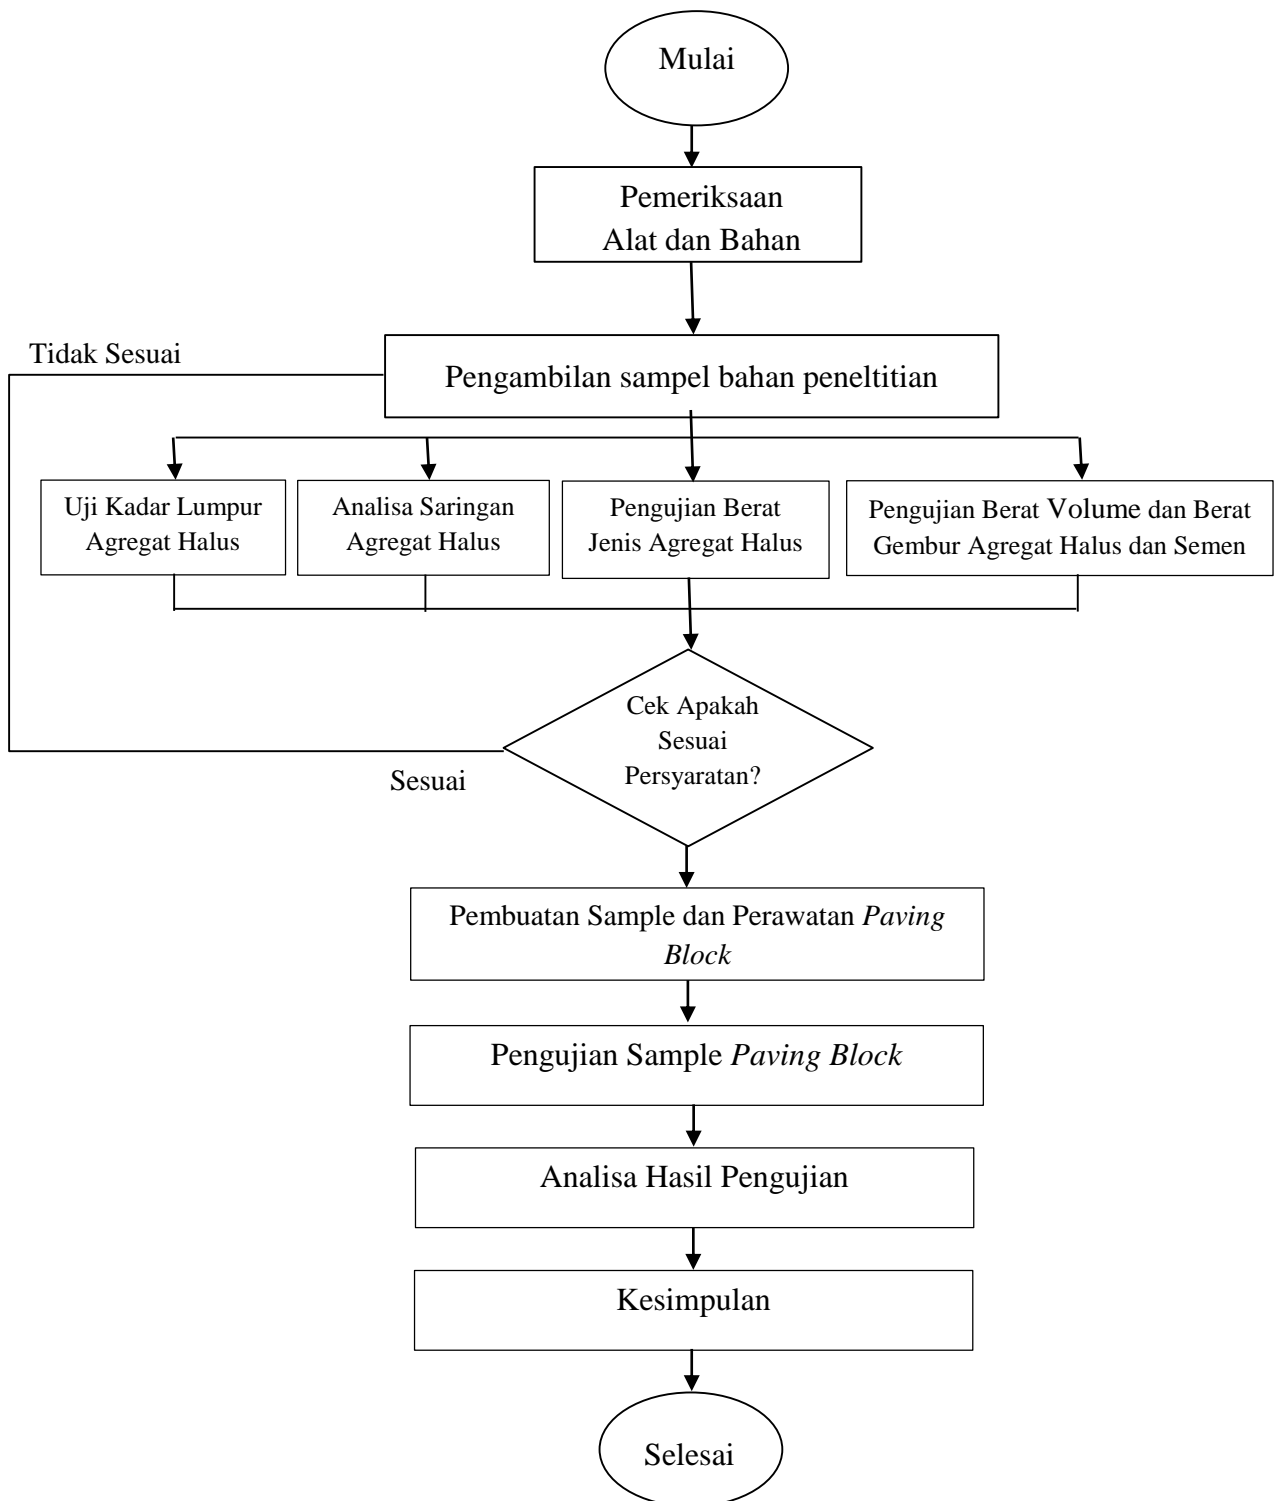 Mulai
Pemeriksaan
Alat dan Bahan
Tidak Sesuai
Pengambilan sampel bahan peneltitian
Uji Kadar Lumpur
Agregat Halus
Analisa Saringan
Agregat Halus
Pengujian Berat
Jenis Agregat Halus
Pengujian Berat Volume dan Berat
Gembur Agregat Halus dan Semen
Cek Apakah
Sesuai
Persyaratan?
Sesuai
Pembuatan Sample dan Perawatan Paving
Block
Pengujian Sample Paving Block
Analisa Hasil Pengujian
Kesimpulan
Selesai